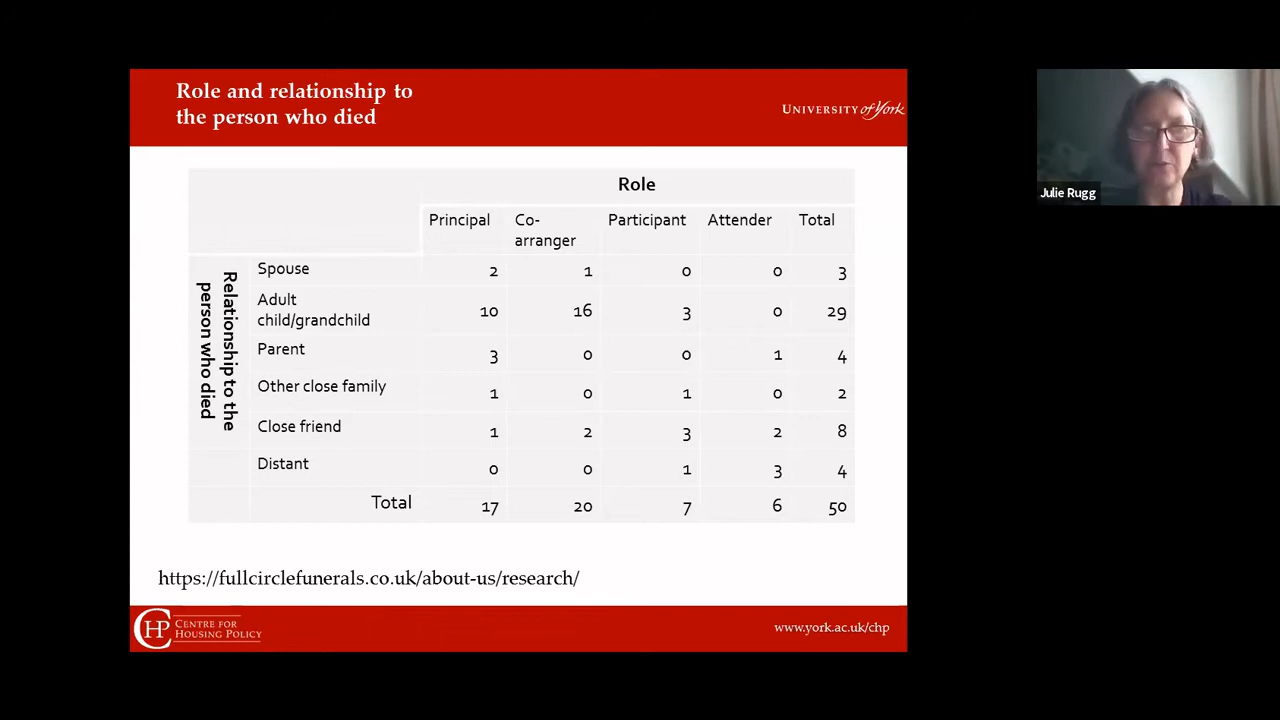 Role and relationship to
the person who died
UNIVERSITY of York
Role
Principal Co- Participant Attender Total
arranger
Relationship to the
person who died
Spouse 2 1 0 0 3
Adult
child/grandchild 10 16 3 0 29
Parent 3 0 0 1 4
Other close family 1 0 1 0 2
Close friend 1 2 3 2 8
Distant 0 0 1 3 4
Total 17 20 7 6 50
https://fullcirclefunerals.co.uk/about-us/research/
CHP CENTRE FOR
HOUSING POLICY
www.york.ac.uk/chp
Julie Rugg